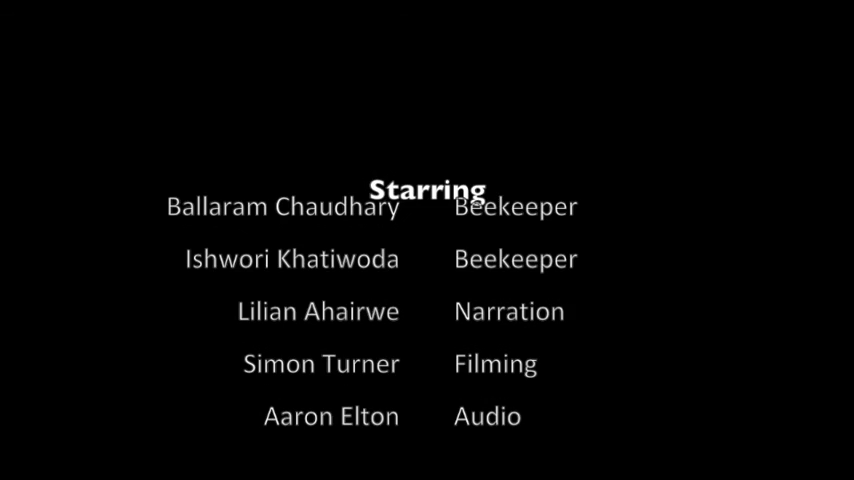 Starring
Ballaram Chaudhary Beekeeper
Ishwori Khatiwoda Beekeeper
Lilian Ahairwe Narration
Simon Turner Filming
Aaron Elton Audio